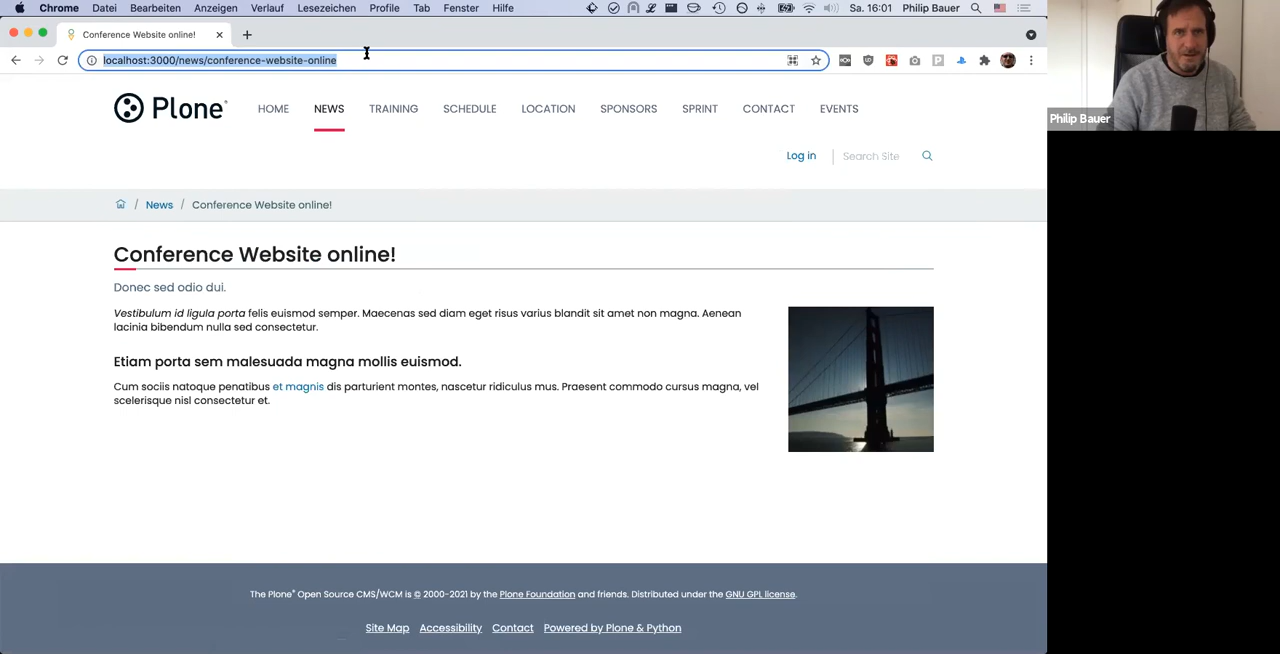 Chrome Datei Bearbeiten Anzeigen Verlauf Lesezeichen Profile Tab Fenster Hilfe Sa. 16:01 Philip Bauer
Conference Website online!
localhost:3000/news/conference-website-online
Philip Bauer
Plone®
HOME NEWS TRAINING SCHEDULE LOCATION SPONSORS SPRINT CONTACT EVENTS
Log in Search Site
/ News / Conference Website online!
Conference Website online!
Donec sed odio dui.
Vestibulum id ligula porta felis euismod semper. Maecenas sed diam eget risus varius blandit sit amet non magna. Aenean
lacinia bibendum nulla sed consectetur.
Etiam porta sem malesuada magna mollis euismod.
Cum sociis natoque penatibus et magnis dis parturient montes, nascetur ridiculus mus. Praesent commodo cursus magna, vel
scelerisque nisl consectetur et.
The Plone® Open Source CMS/WCM is © 2000-2021 by the Plone Foundation and friends. Distributed under the GNU GPL license.
Site Map Accessibility Contact Powered by Plone & Python